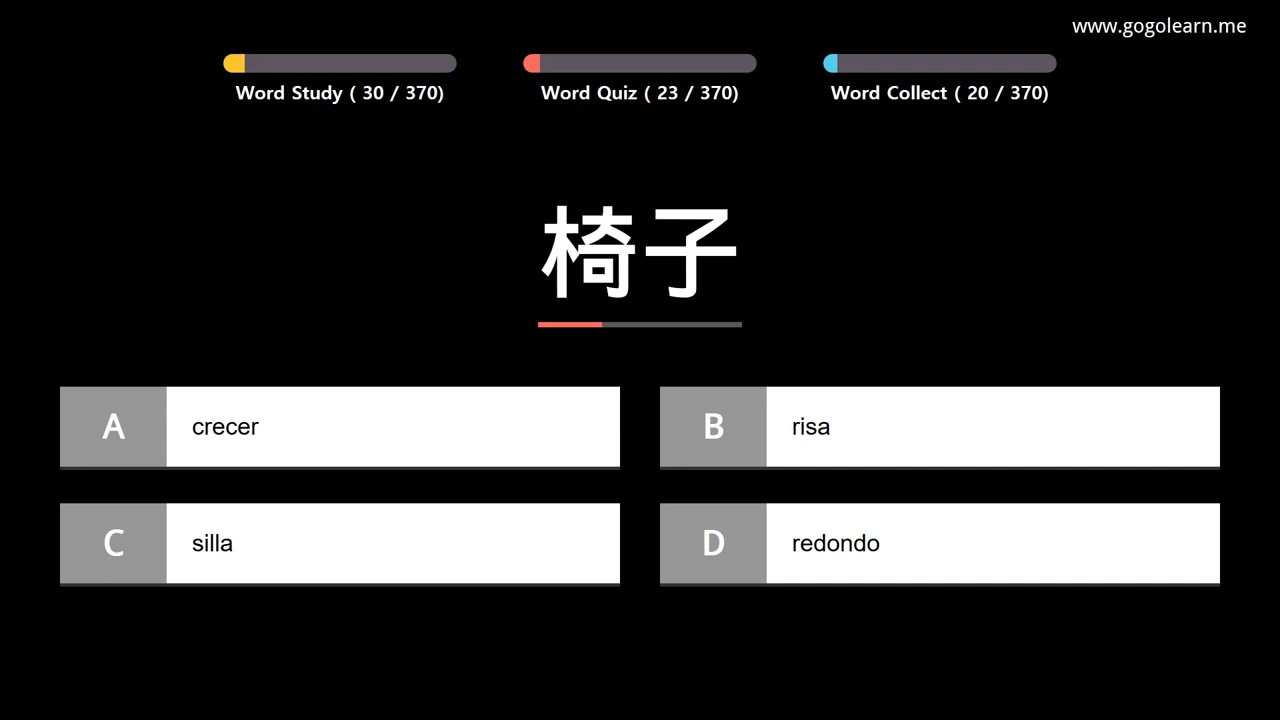 www.gogolearn.me
Word Study ( 30 / 370)
Word Quiz ( 23 / 370)
Word Collect ( 20 / 370)
椅子
A crecer
B risa
C silla
D redondo